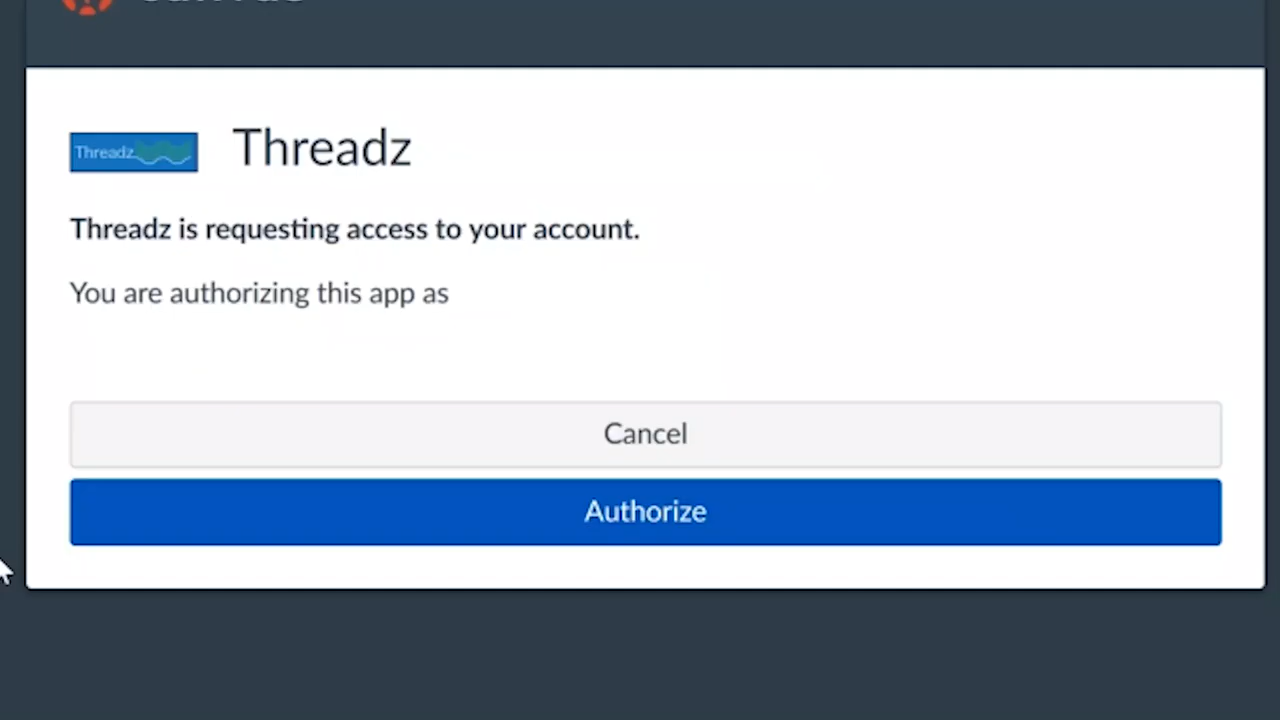 Threadz
Threadz
Threadz is requesting access to your account.
You are authorizing this app as
Cancel
Authorize